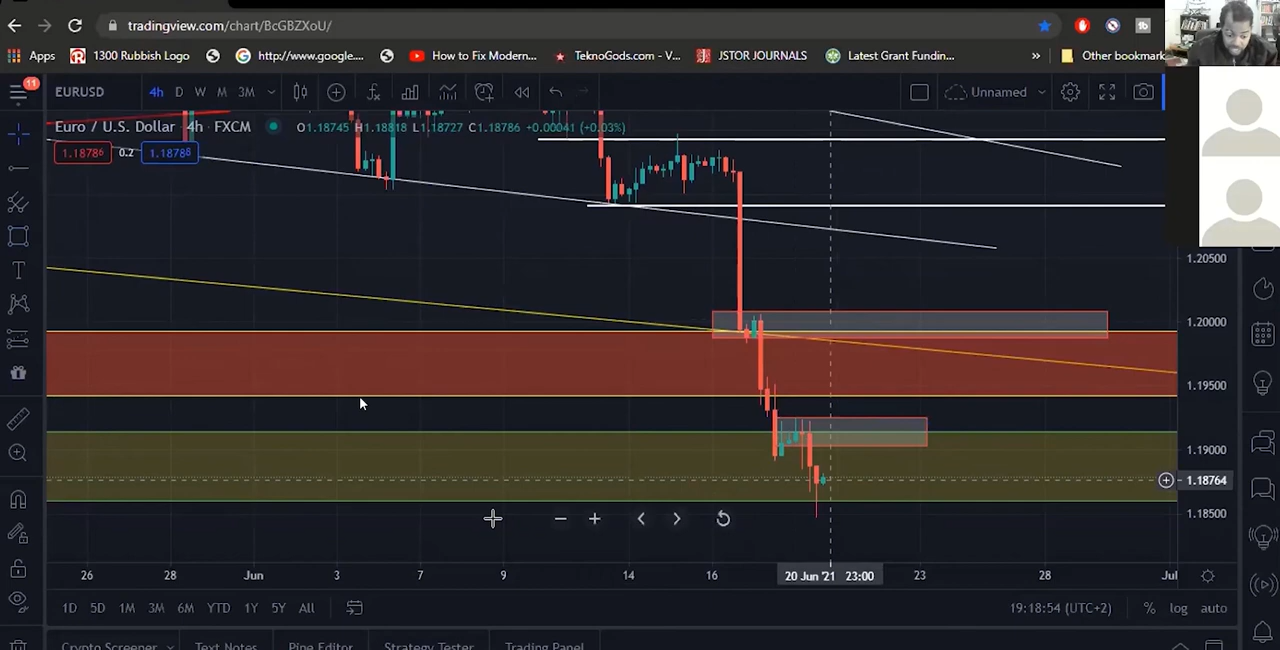 tradingview.com/chart/BcGBZXoU/
Apps 1300 Rubbish Logo http://www.google.... How to Fix Modern... TeknoGods.com - V... JSTOR JOURNALS Latest Grant Fundin... » Other bookmark
11 EURUSD 4h D W M 3M Unnamed
Euro / U.S. Dollar 4h FXCM O1.18745 H1.18818 L1.18727 C1.18786 +0.00041 (+0.03%)
1.18786 0.2 1.18788
1.20500
1.20000
1.19500
1.19000
1.18764
1.18500
26 28 Jun 3 7 9 14 16 20 Jun '21 23:00 23 28 Jul
1D 5D 1M 3M 6M YTD 1Y 5Y All 19:18:54 (UTC+2) % log auto
Crypto Screener Text Notes Pine Editor Strategy Tester Trading Panel